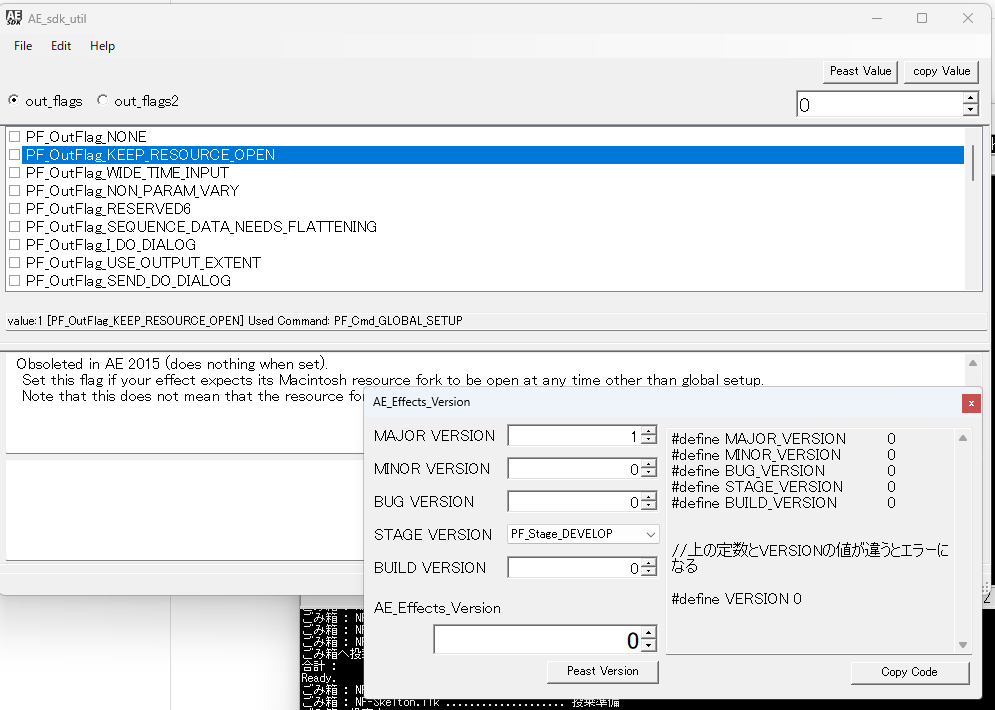 AE SDK AE_sdk_util
File Edit Help
Peast Value copy Value
out_flags out_flags2 0
PF_OutFlag_NONE
PF_OutFlag_KEEP_RESOURCE_OPEN
PF_OutFlag_WIDE_TIME_INPUT
PF_OutFlag_NON_PARAM_VARY
PF_OutFlag_RESERVED6
PF_OutFlag_SEQUENCE_DATA_NEEDS_FLATTENING
PF_OutFlag_I_DO_DIALOG
PF_OutFlag_USE_OUTPUT_EXTENT
PF_OutFlag_SEND_DO_DIALOG
value:1 [PF_OutFlag_KEEP_RESOURCE_OPEN] Used Command: PF_Cmd_GLOBAL_SETUP
Obsoleted in AE 2015 (does nothing when set).
Set this flag if your effect expects its Macintosh resource fork to be open at any time other than global setup.
Note that this does not mean that the resource fo
AE_Effects_Version x
MAJOR VERSION 1
MINOR VERSION 0
BUG VERSION 0
STAGE VERSION PF_Stage_DEVELOP
BUILD VERSION 0
AE_Effects_Version
0
Peast Version
#define MAJOR_VERSION 0
#define MINOR_VERSION 0
#define BUG_VERSION 0
#define STAGE_VERSION 0
#define BUILD_VERSION 0
//上の定数とVERSIONの値が違うとエラーに
なる
#define VERSION 0
Copy Code
ごみ箱 : NF
ごみ箱 : NF
ごみ箱 : NF
ごみ箱へ投
合計 :
Ready.
ごみ箱 : NF
ごみ箱 : NF-Skelton.ilk .................... 投棄準備